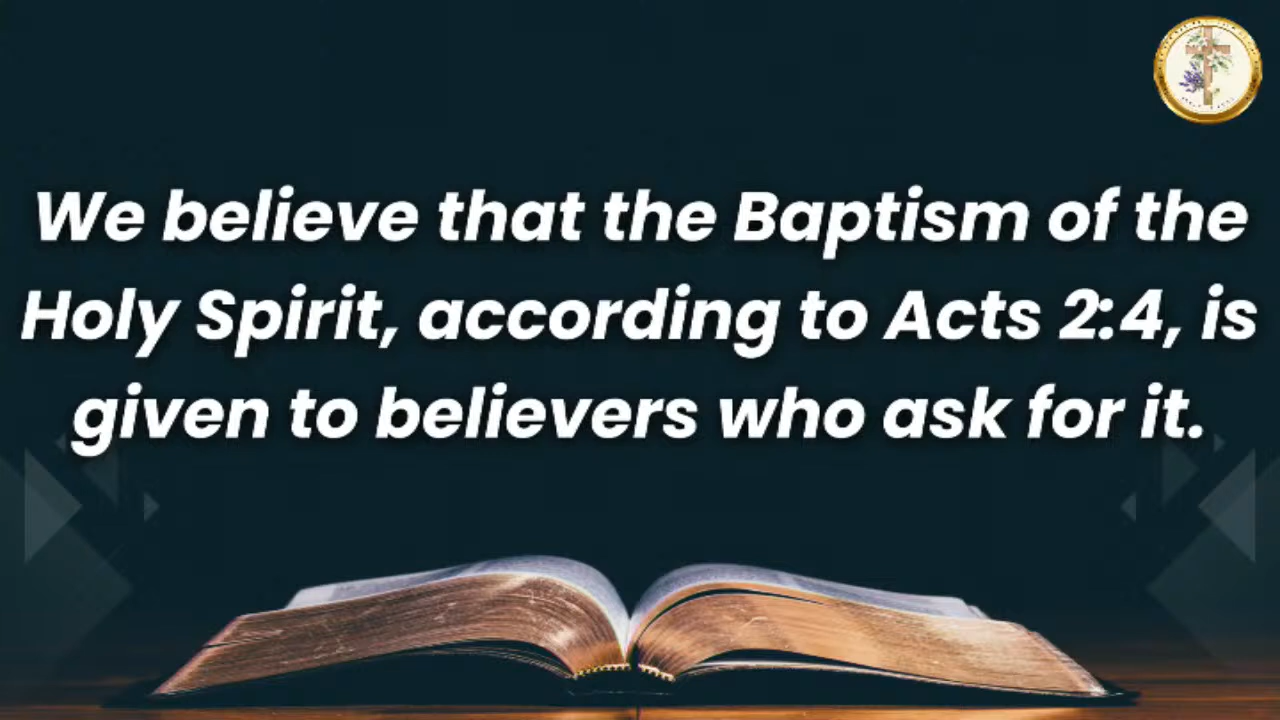 We believe that the Baptism of the
Holy Spirit, according to Acts 2:4, is
given to believers who ask for it.